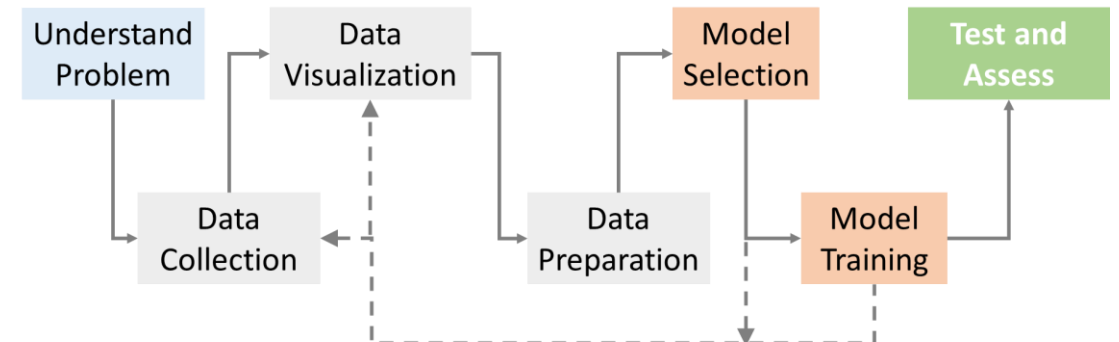 Understand
Problem
Data
Visualization
Model
Selection
Test and
Assess
Data
Collection
Data
Preparation
Model
Training